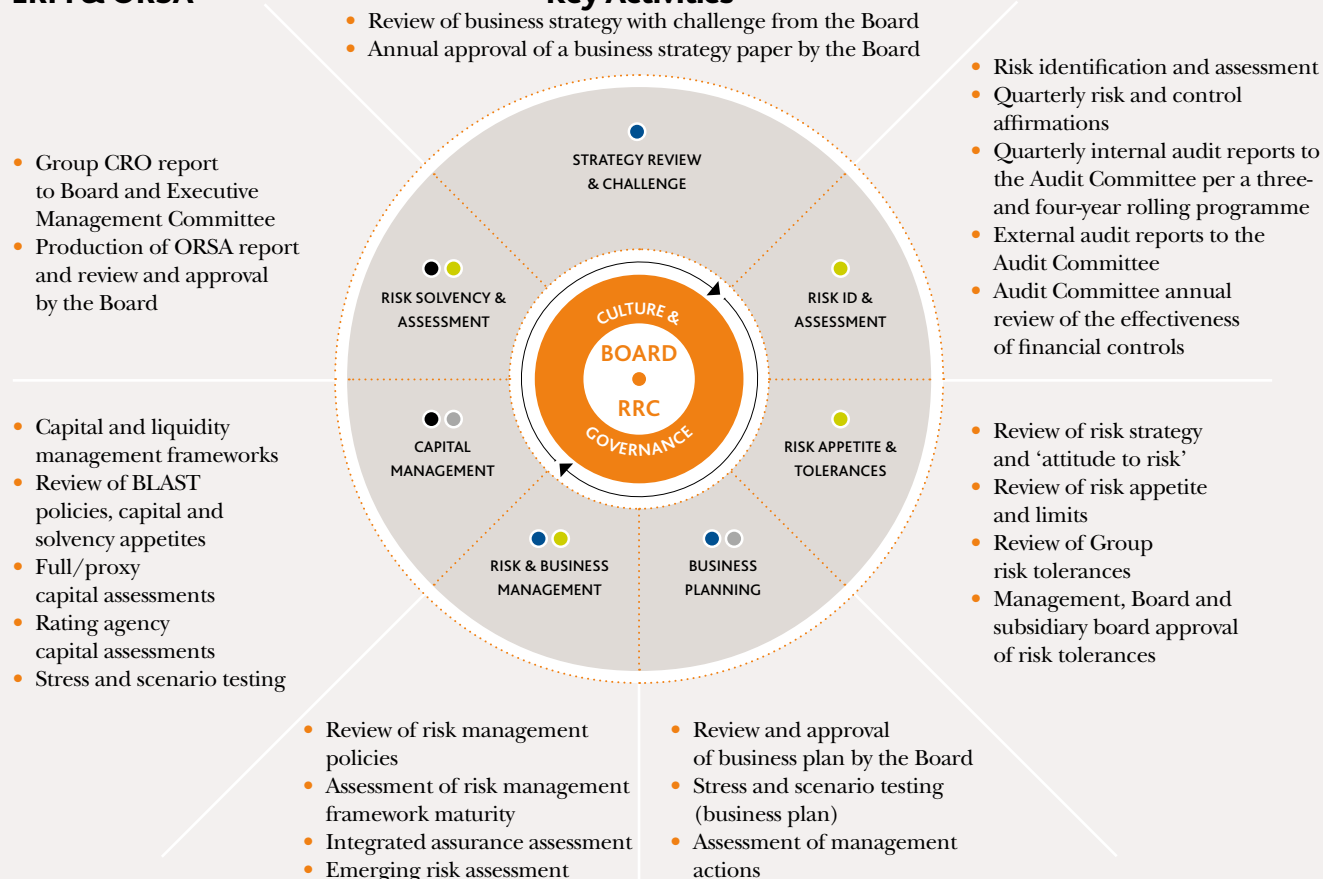 ERM & ORSA
Key Activities
• Review of business strategy with challenge from the Board
• Annual approval of a business strategy paper by the Board
• Risk identification and assessment
• Quarterly risk and control
affirmations
• Quarterly internal audit reports to
the Audit Committee per a three-
and four-year rolling programme
• External audit reports to the
Audit Committee
• Audit Committee annual
review of the effectiveness
of financial controls
• Group CRO report
to Board and Executive
Management Committee
• Production of ORSA report
and review and approval
by the Board
STRATEGY REVIEW
& CHALLENGE
RISK SOLVENCY &
ASSESSMENT
RISK ID &
ASSESSMENT
CULTURE &
BOARD
RRC
GOVERNANCE
CAPITAL
MANAGEMENT
RISK APPETITE &
TOLERANCES
RISK & BUSINESS
MANAGEMENT
BUSINESS
PLANNING
• Capital and liquidity
management frameworks
• Review of BLAST
policies, capital and
solvency appetites
• Full/proxy
capital assessments
• Rating agency
capital assessments
• Stress and scenario testing
• Review of risk strategy
and ‘attitude to risk’
• Review of risk appetite
and limits
• Review of Group
risk tolerances
• Management, Board and
subsidiary board approval
of risk tolerances
• Review of risk management
policies
• Assessment of risk management
framework maturity
• Integrated assurance assessment
• Emerging risk assessment
• Review and approval
of business plan by the Board
• Stress and scenario testing
(business plan)
• Assessment of management
actions